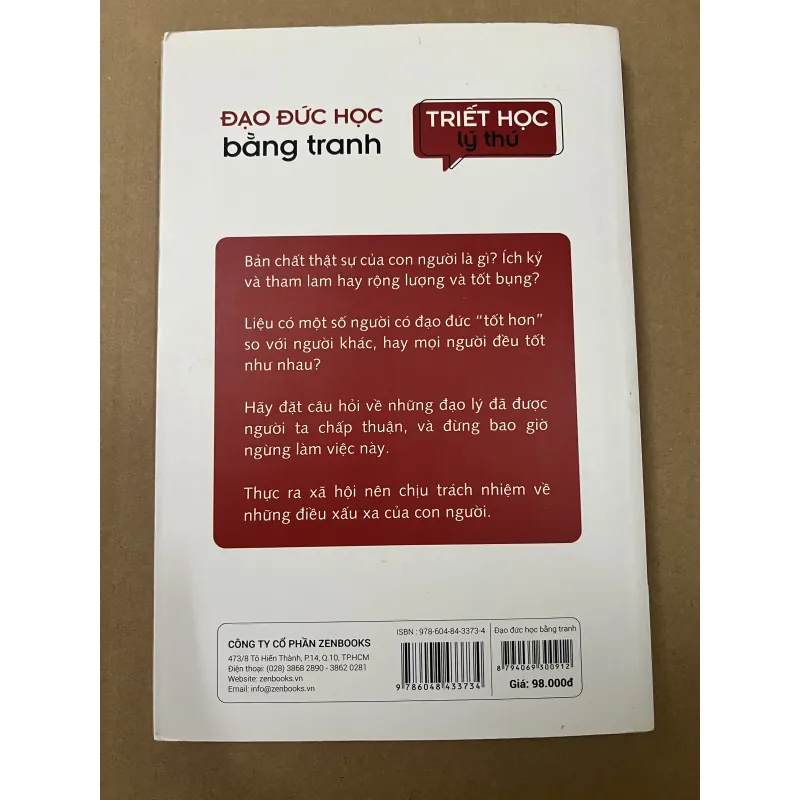 ĐẠO ĐỨC HỌC
bằng tranh
TRIẾT HỌC
lý thú
Bản chất thật sự của con người là gì? Ích kỷ
và tham lam hay rộng lượng và tốt bụng?
Liệu có một số người có đạo đức “tốt hơn”
so với người khác, hay mọi người đều tốt
như nhau?
Hãy đặt câu hỏi về những đạo lý đã được
người ta chấp thuận, và đừng bao giờ
ngừng làm việc này.
Thực ra xã hội nên chịu trách nhiệm về
những điều xấu xa của con người.
CÔNG TY CỔ PHẦN ZENBOOKS
473/8 Tô Hiến Thành, P.14, Q.10, TP.HCM
Điện thoại: (028) 3868 2890 - 3862 0281
Website: zenbooks.vn
Email: info@zenbooks.vn
ISBN : 978-604-84-3373-4
9 786048 433734
Đạo đức học bằng tranh
8 794069 300912
Giá: 98.000đ